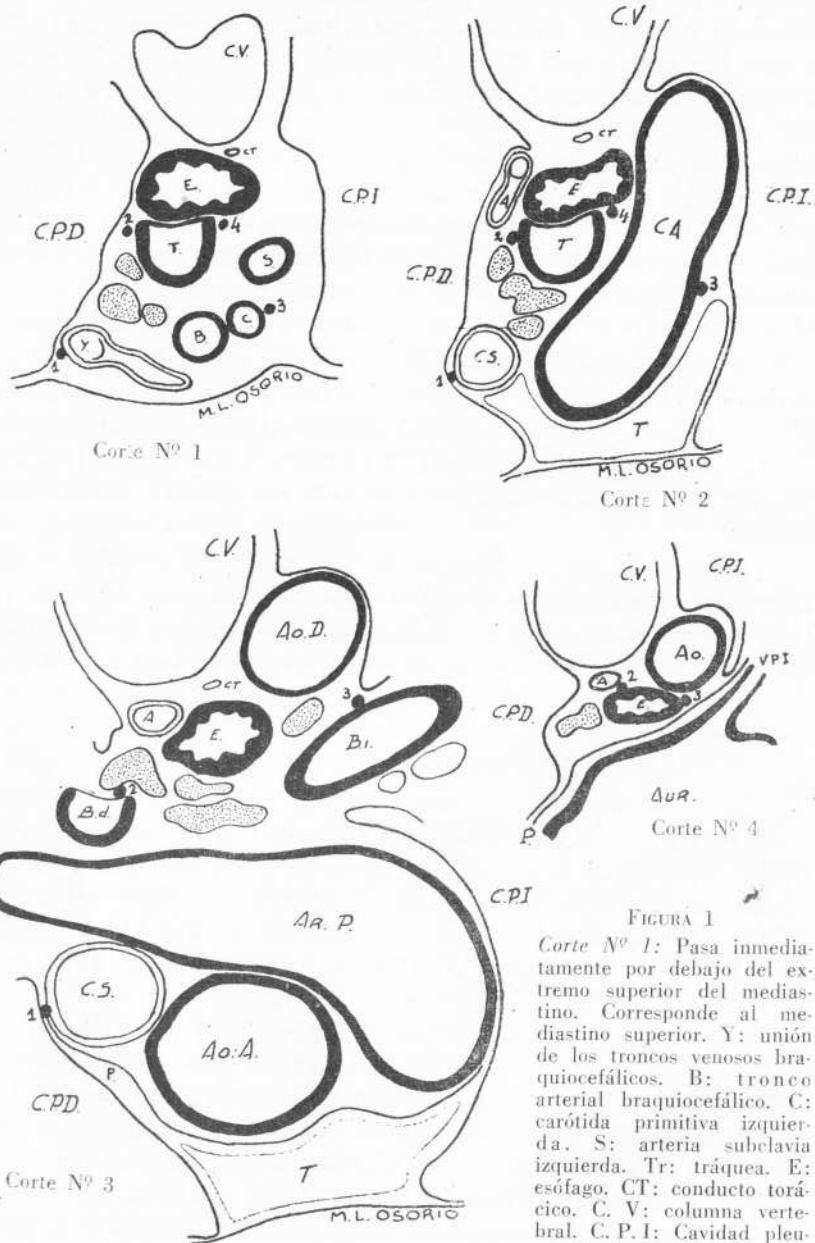 C.V.
CT
E.
C.P.I
C.P.D.
2
4
T.
S.
C
3
B.
Y.
1
M.L. OSORIO
Corte Nº 1
C.V
CT
A
E
C.P.I.
4
CA
2
T
C.P.D.
3
C.S.
1
T
M.L. OSORIO
Corte Nº 2
C.V.
Ao.D.
CT
A
3
E.
B.i.
2
B.d.
C.P.I
Ar. P.
C.S.
1
Ao.A.
P.
C.P.D.
T
Corte Nº 3
M.L. OSORIO
C.V.
C.P.I.
Ao.
V P I
A
2
C.P.D.
E.
3
Aur.
P.
Corte Nº 4
FIGURA 1
Corte Nº 1: Pasa inmedia-
tamente por debajo del ex-
tremo superior del medias-
tino. Corresponde al me-
diastino superior. Y: unión
de los troncos venosos bra-
quiocefálicos. B: tronco
arterial braquiocefálico. C:
carótida primitiva izquier-
da. S: arteria subclavia
izquierda. Tr: tráquea. E:
esófago. CT: conducto torá-
cico. C. V: columna verte-
bral. C. P. I: Cavidad pleu-